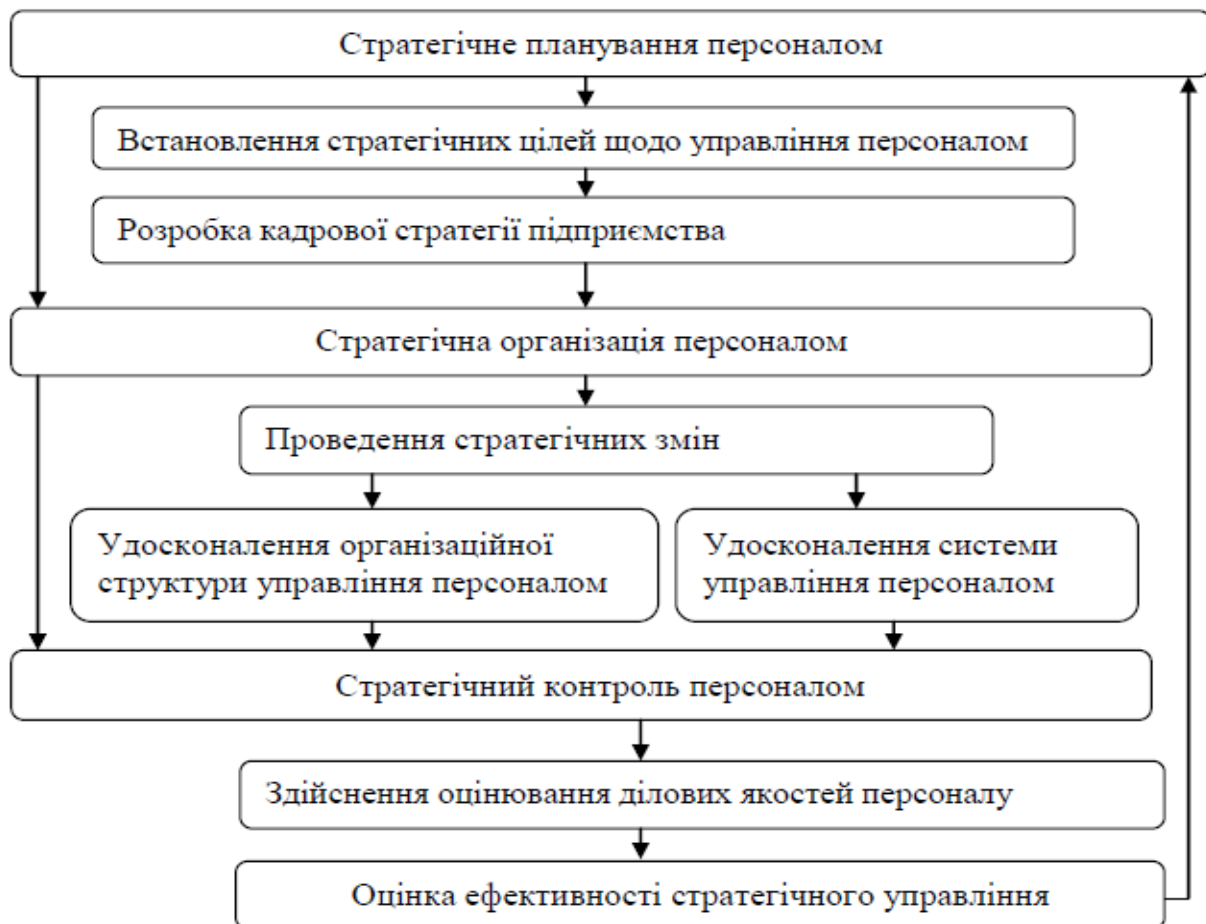 Стратегічне планування персоналом
Встановлення стратегічних цілей щодо управління персоналом
Розробка кадрової стратегії підприємства
Стратегічна організація персоналом
Проведення стратегічних змін
Удосконалення організаційної
структури управління персоналом
Удосконалення системи
управління персоналом
Стратегічний контроль персоналом
Здійснення оцінювання ділових якостей персоналу
Оцінка ефективності стратегічного управління